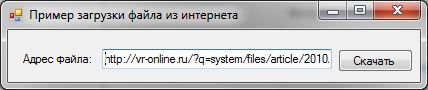 Пример загрузки файла из интернета
Адрес файла: http://vr-online.ru/?q=system/files/article/2010. Скачать